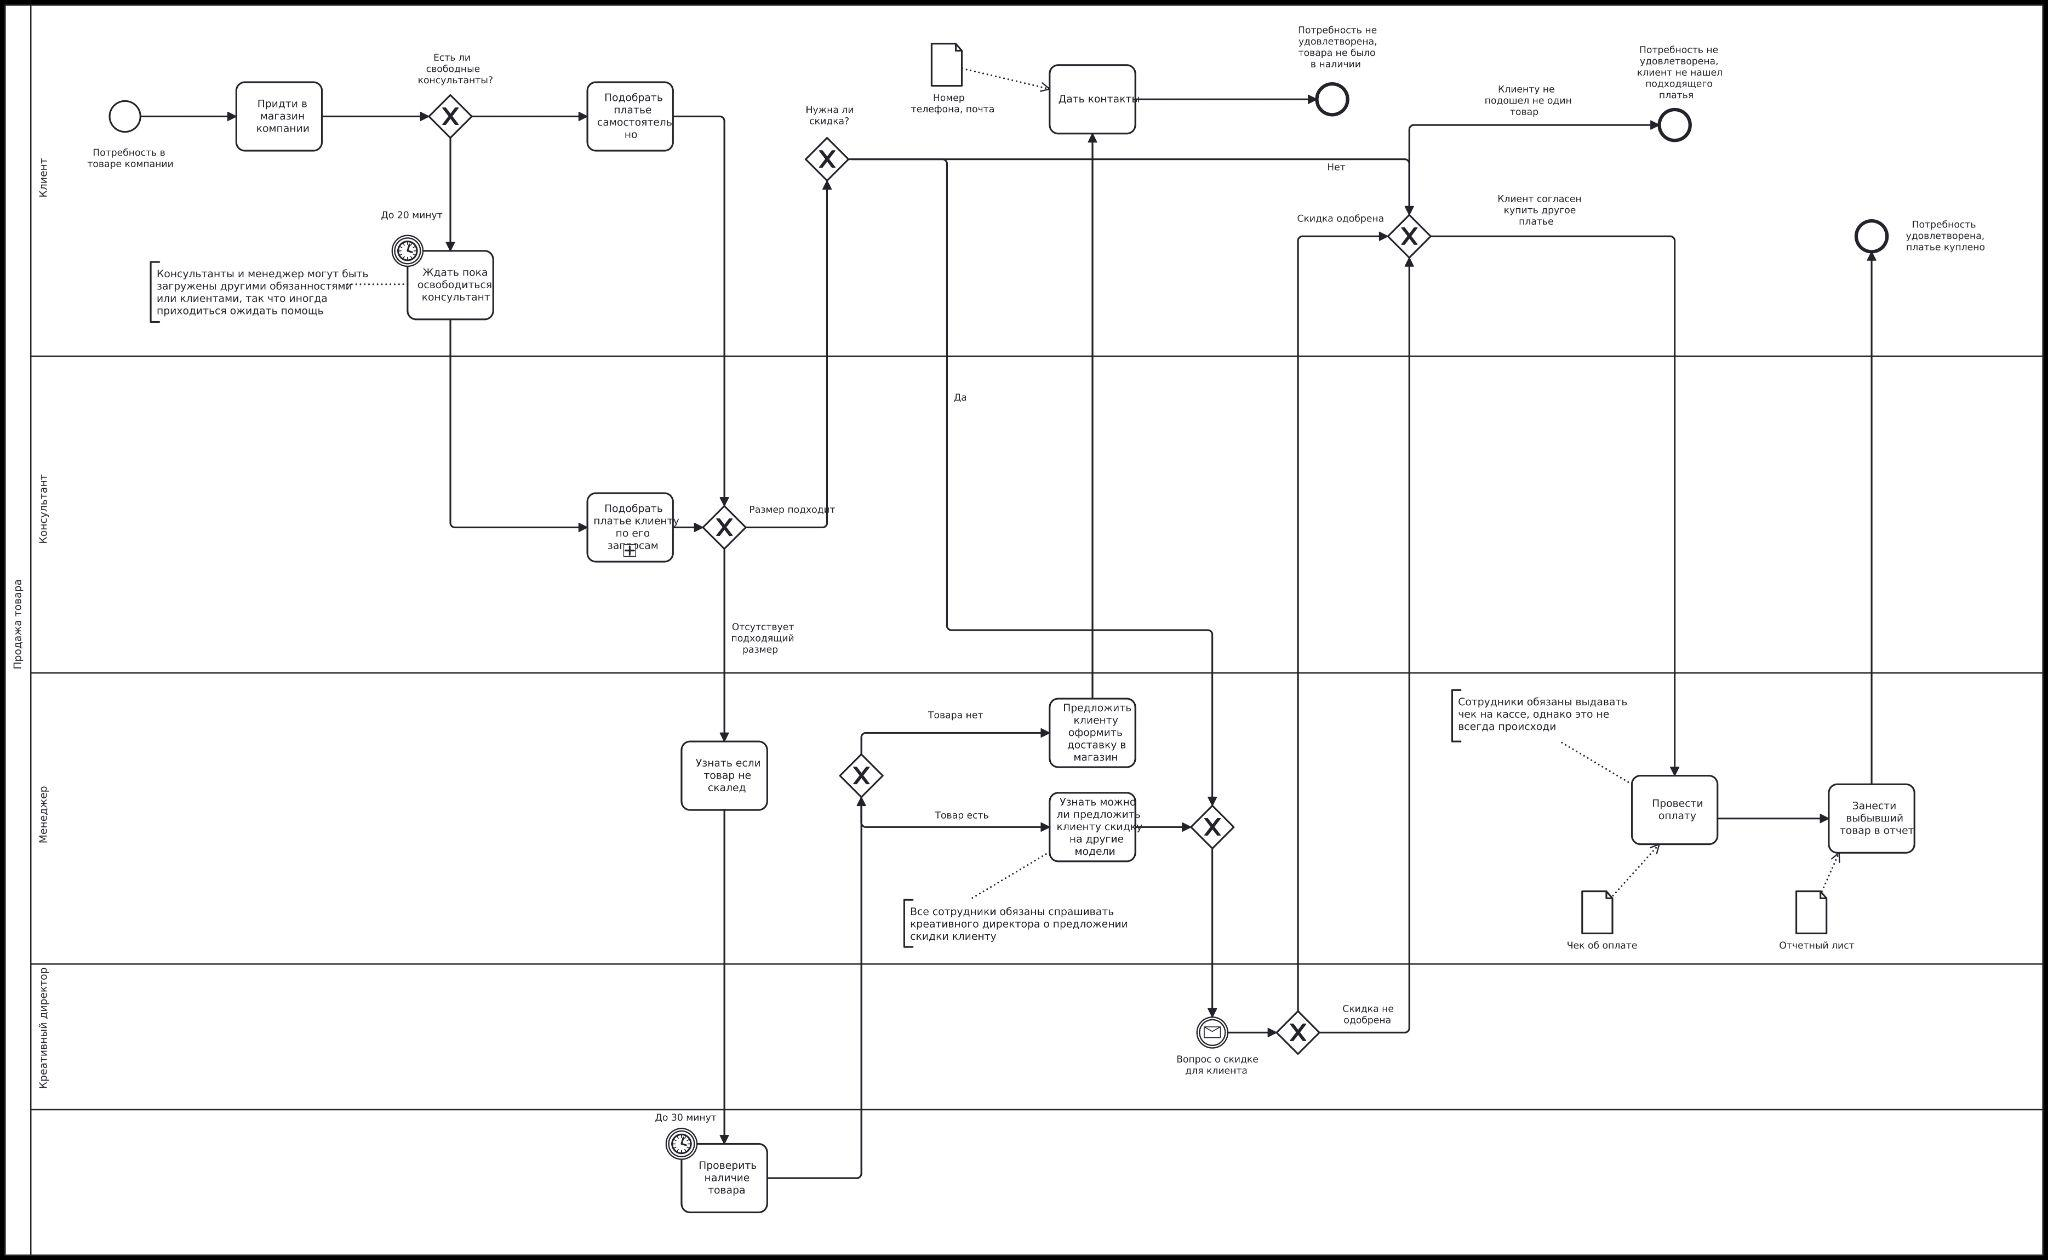 Продажа товара
Клиент
Потребность в
товаре компании
Придти в
магазин
компании
Есть ли
свободные
консультанты?
Подобрать
платье
самостоятель
но
До 20 минут
Ждать пока
освободиться
консультант
Консультанты и менеджер могут быть
загружены другими обязанностями
или клиентами, так что иногда
приходиться ожидать помощь
Нужна ли
скидка?
Номер
телефона, почта
Дать контакты
Потребность не
удовлетворена,
товара не было
в наличии
Нет
Клиенту не
подошел не один
товар
Потребность не
удовлетворена,
клиент не нашел
подходящего
платья
Скидка одобрена
Клиент согласен
купить другое
платье
Потребность
удовлетворена,
платье куплено
Консультант
Подобрать
платье клиенту
по его
запросам
Размер подходит
Да
Отсутствует
подходящий
размер
Менеджер
Узнать если
товар не
скалед
Товара нет
Предложить
клиенту
оформить
доставку в
магазин
Товар есть
Узнать можно
ли предложить
клиенту скидку
на другие
модели
Все сотрудники обязаны спрашивать
креативного директора о предложении
скидки клиенту
Сотрудники обязаны выдавать
чек на кассе, однако это не
всегда происходи
Провести
оплату
Занести
выбывший
товар в отчет
Чек об оплате
Отчетный лист
Креативный директор
Вопрос о скидке
для клиента
Скидка не
одобрена
До 30 минут
Проверить
наличие
товара